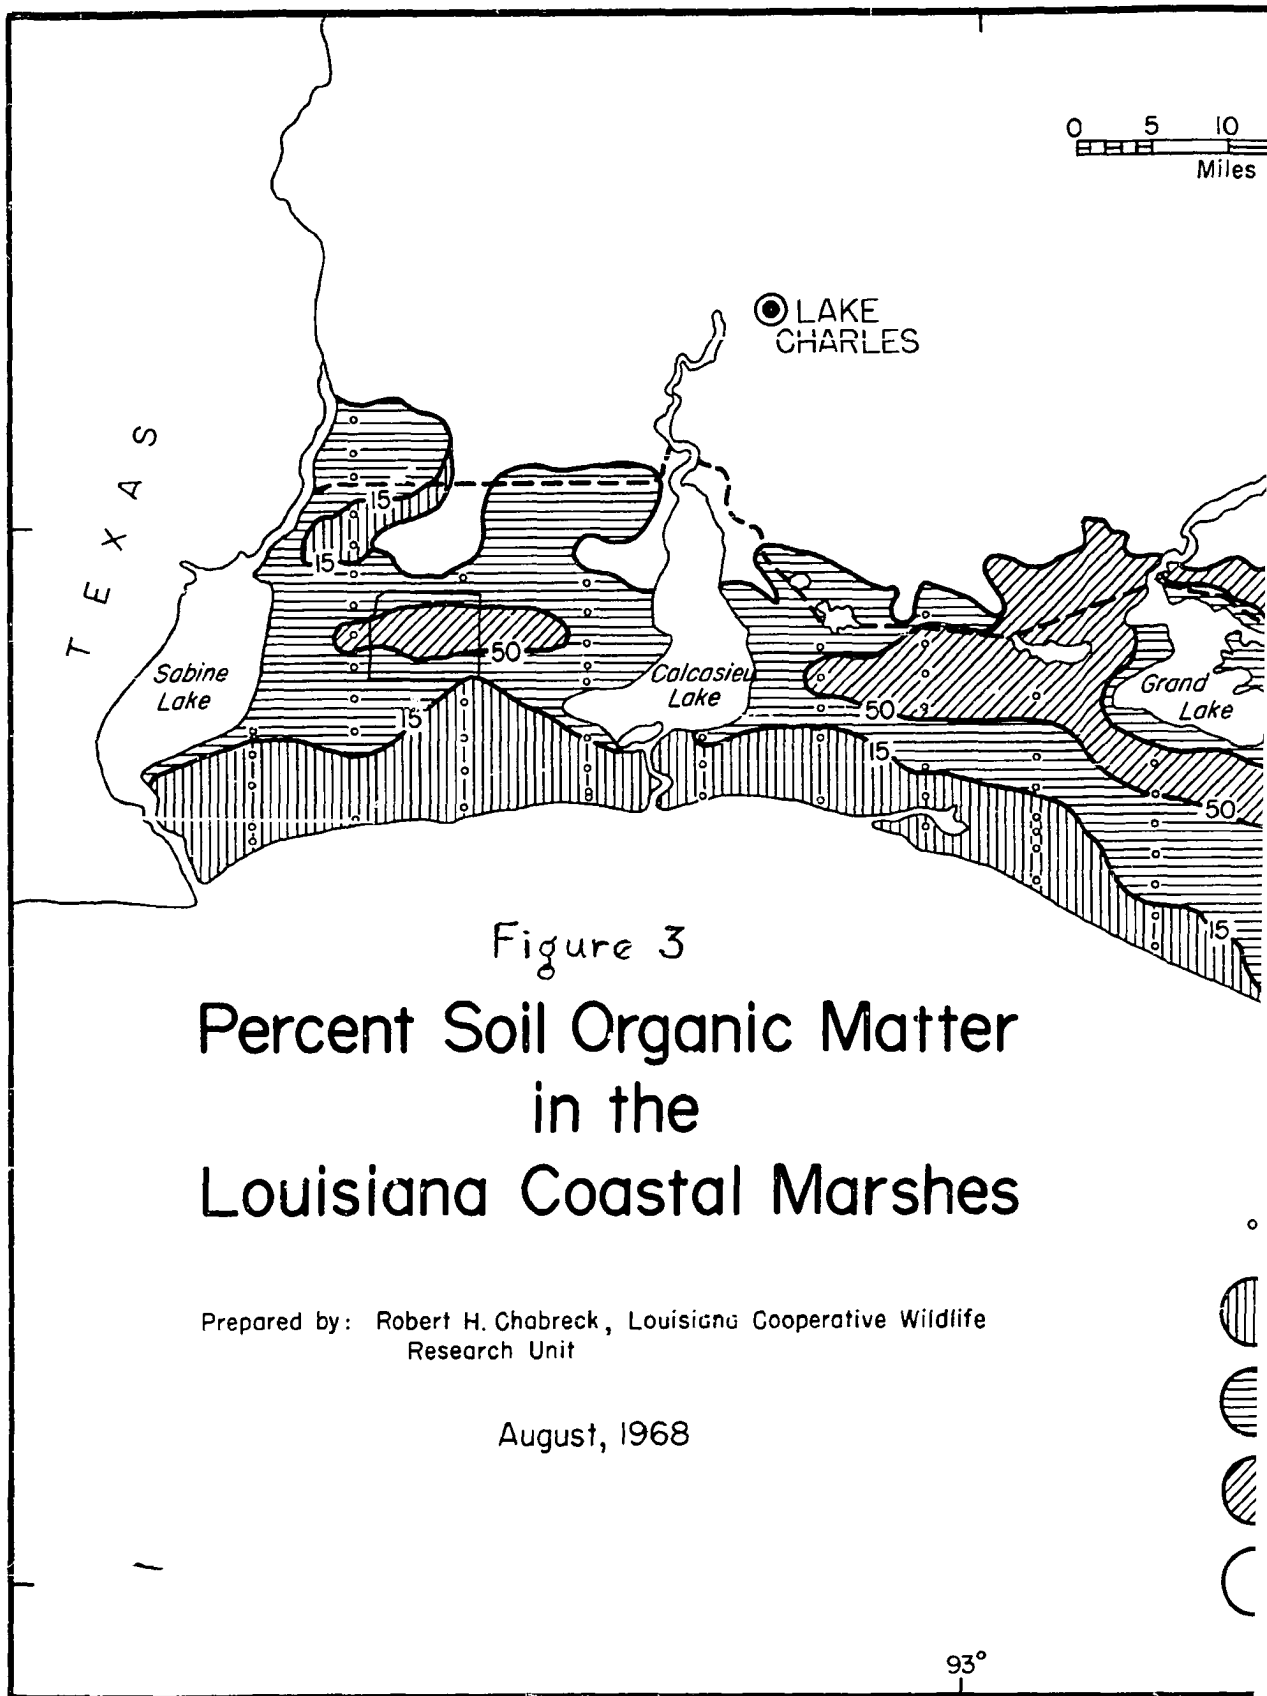 0 5 10
Miles
LAKE
CHARLES
TEXAS
15
15
50
Sabine
Lake
Calcasieu
Lake
Grand
Lake
15
50
15
50
15
Figure 3
Percent Soil Organic Matter
in the
Louisiana Coastal Marshes
Prepared by: Robert H. Chabreck, Louisiana Cooperative Wildlife
Research Unit
August, 1968
93°